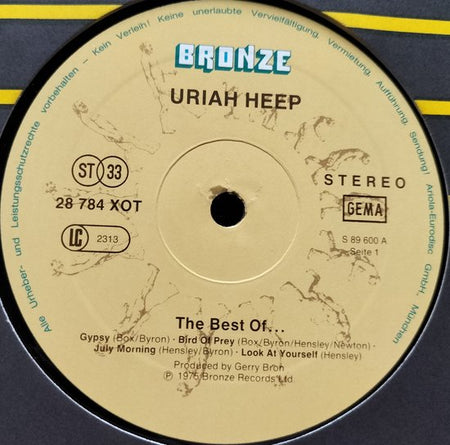 Alle Urheber- und Leistungsschutzrechte vorbehalten - Kein Verleih! Keine unerlaubte Vervielfältigung, Vermietung, Aufführung, Sendung! Ariola-Eurodisc GmbH, München
BRONZE
URIAH HEEP
ST 33
STEREO
28 784 XOT
GEMA
LC 2313
S 89 600 A
Seite 1
The Best Of...
Gypsy (Box/Byron) · Bird Of Prey (Box/Byron/Hensley/Newton) ·
July Morning (Hensley/Byron) · Look At Yourself (Hensley)
Produced by Gerry Bron
℗ 1975 Bronze Records Ltd